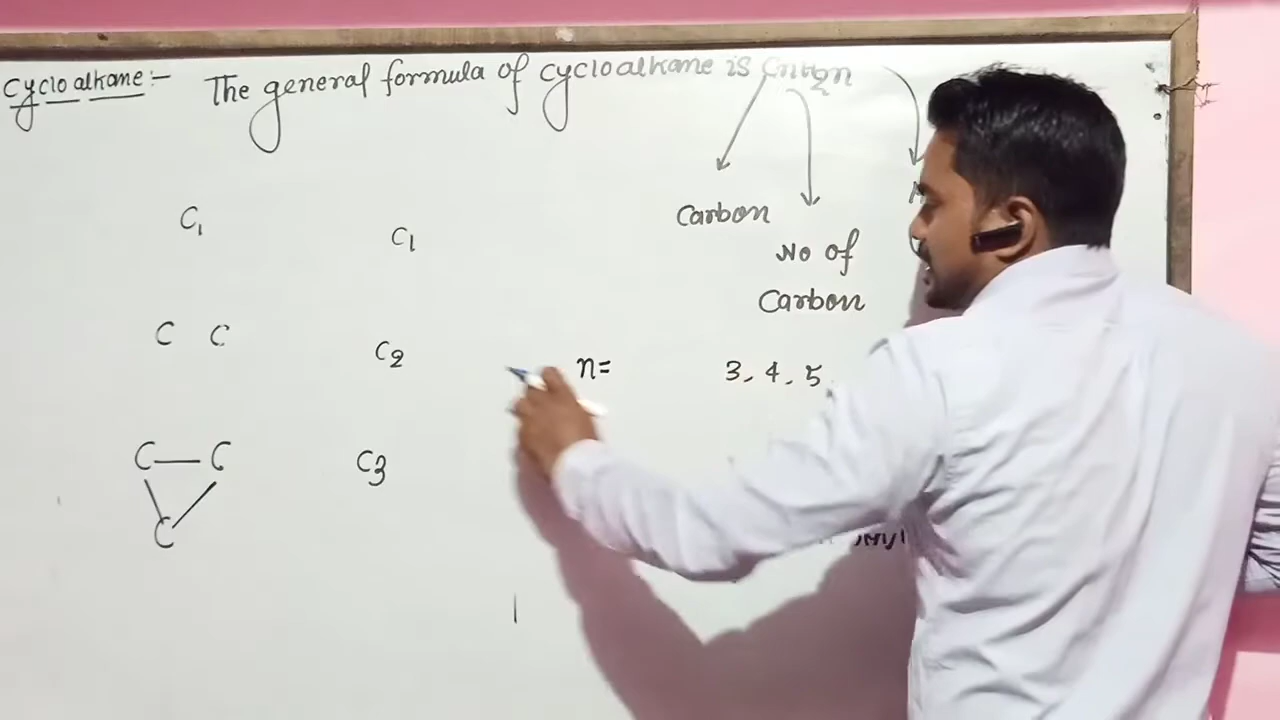 Cycloalkane:- The general formula of cycloalkane is CnH2n
C1 C1
Carbon
No of
Carbon
C C C2 n= 3, 4, 5
C — C C3
C